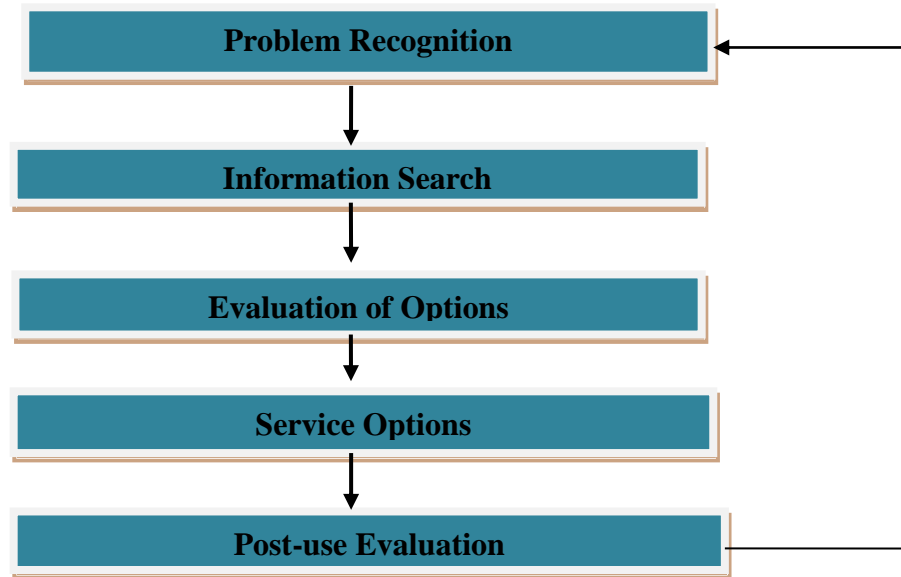 Problem Recognition
Information Search
Evaluation of Options
Service Options
Post-use Evaluation